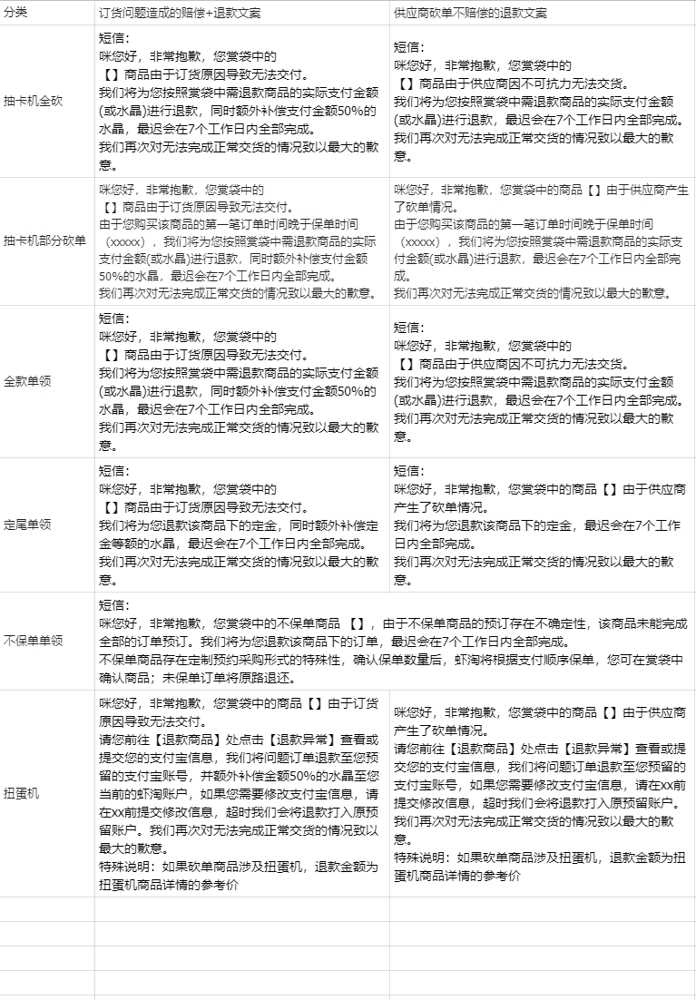 分类
订货问题造成的赔偿+退款文案
供应商砍单不赔偿的退款文案
抽卡机全砍
短信：
咪您好，非常抱歉，您赏袋中的
【】商品由于订货原因导致无法交付。
我们将为您按照赏袋中需退款商品的实际支付金额
(或水晶)进行退款，同时额外补偿支付金额50%的
水晶，最迟会在7个工作日内全部完成。
我们再次对无法完成正常交货的情况致以最大的歉
意。
短信：
咪您好，非常抱歉，您赏袋中的
【】商品由于供应商因不可抗力无法交货。
我们将为您按照赏袋中需退款商品的实际支付金额
(或水晶)进行退款，最迟会在7个工作日内全部完成。
我们再次对无法完成正常交货的情况致以最大的歉
意。
抽卡机部分砍单
咪您好，非常抱歉，您赏袋中的
【】商品由于订货原因导致无法交付。
由于您购买该商品的第一笔订单时间晚于保单时间
（xxxxx），我们将为您按照赏袋中需退款商品的实际
支付金额(或水晶)进行退款，同时额外补偿支付金额
50%的水晶，最迟会在7个工作日内全部完成。
我们再次对无法完成正常交货的情况致以最大的歉意。
咪您好，非常抱歉，您赏袋中的商品【】由于供应商产生
了砍单情况。
由于您购买该商品的第一笔订单时间晚于保单时间
（xxxxx），我们将为您按照赏袋中需退款商品的实际支
付金额(或水晶)进行退款，最迟会在7个工作日内全部完
成。
我们再次对无法完成正常交货的情况致以最大的歉意。
全款单领
短信：
咪您好，非常抱歉，您赏袋中的
【】商品由于订货原因导致无法交付。
我们将为您按照赏袋中需退款商品的实际支付金额
(或水晶)进行退款，同时额外补偿支付金额50%的
水晶，最迟会在7个工作日内全部完成。
我们再次对无法完成正常交货的情况致以最大的歉
意。
短信：
咪您好，非常抱歉，您赏袋中的
【】商品由于供应商因不可抗力无法交货。
我们将为您按照赏袋中需退款商品的实际支付金额
(或水晶)进行退款，最迟会在7个工作日内全部完成。
我们再次对无法完成正常交货的情况致以最大的歉
意。
定尾单领
短信：
咪您好，非常抱歉，您赏袋中的
【】商品由于订货原因导致无法交付。
我们将为您退款该商品下的定金，同时额外补偿定
金等额的水晶，最迟会在7个工作日内全部完成。
我们再次对无法完成正常交货的情况致以最大的歉
意。
短信：
咪您好，非常抱歉，您赏袋中的商品【】由于供应商
产生了砍单情况。
我们将为您退款该商品下的定金，最迟会在7个工作
日内全部完成。
我们再次对无法完成正常交货的情况致以最大的歉
意。
不保单单领
短信：
咪您好，非常抱歉，您赏袋中的不保单商品 【】，由于不保单商品的预订存在不确定性，该商品未能完成
全部的订单预订。我们将为您退款该商品下的订单，最迟会在7个工作日内全部完成。
不保单商品存在定制预约采购形式的特殊性，确认保单数量后，虾淘将根据支付顺序保单，您可在赏袋中
确认商品；未保单订单将原路退还。
扭蛋机
咪您好，非常抱歉，您赏袋中的商品【】由于订货
原因导致无法交付。
请您前往【退款商品】处点击【退款异常】查看或
提交您的支付宝信息，我们将问题订单退款至您预
留的支付宝账号，并额外补偿金额50%的水晶至您
当前的虾淘账户，如果您需要修改支付宝信息，请
在xx前提交修改信息，超时我们会将退款打入原预
留账户。我们再次对无法完成正常交货的情况致以
最大的歉意。
特殊说明：如果砍单商品涉及扭蛋机，退款金额为
扭蛋机商品详情的参考价
咪您好，非常抱歉，您赏袋中的商品【】由于供应商
产生了砍单情况。
请您前往【退款商品】处点击【退款异常】查看或提
交您的支付宝信息，我们将问题订单退款至您预留的
支付宝账号，如果您需要修改支付宝信息，请在xx前
提交修改信息，超时我们会将退款打入原预留账户。
我们再次对无法完成正常交货的情况致以最大的歉
意。
特殊说明：如果砍单商品涉及扭蛋机，退款金额为扭
蛋机商品详情的参考价